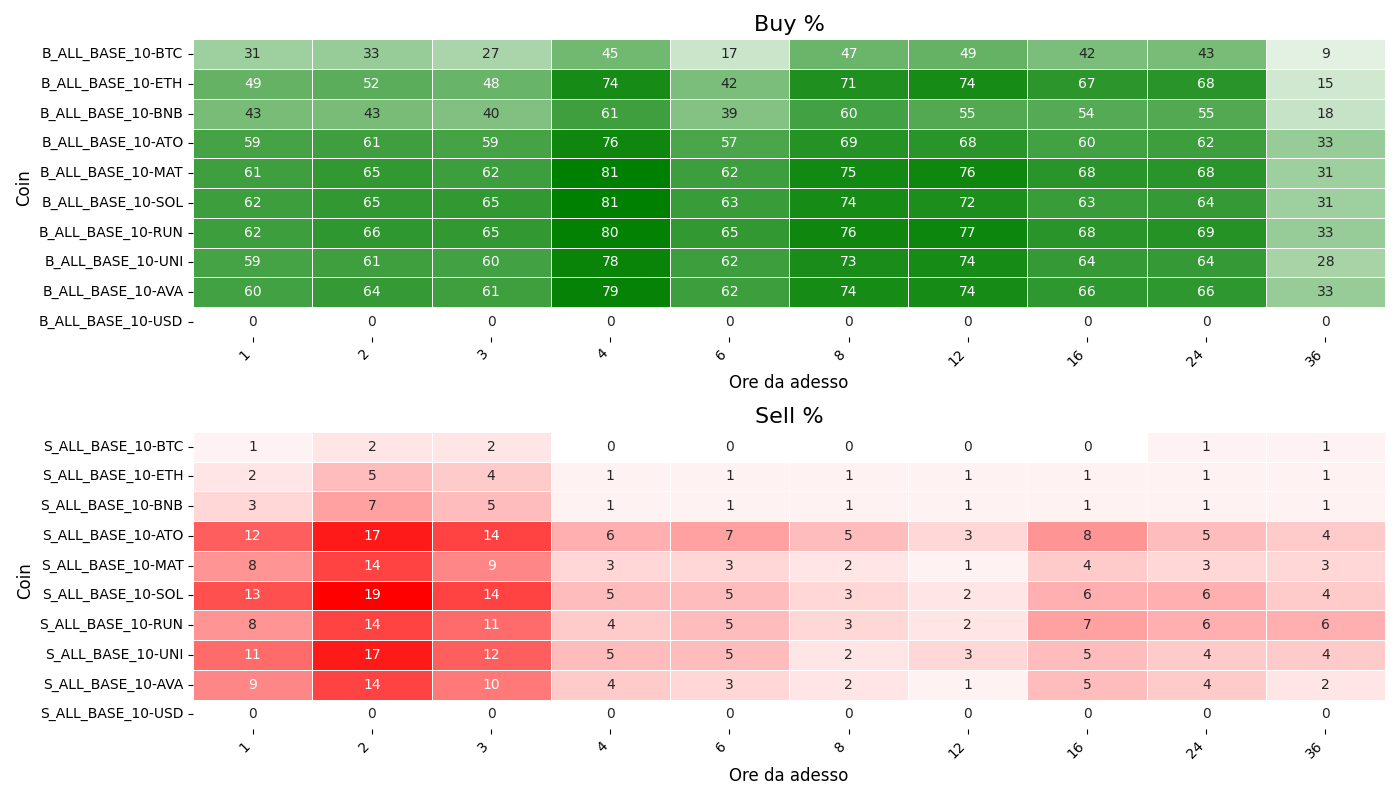 Buy %
Coin
B_ALL_BASE_10-BTC 31 33 27 45 17 47 49 42 43 9
B_ALL_BASE_10-ETH 49 52 48 74 42 71 74 67 68 15
B_ALL_BASE_10-BNB 43 43 40 61 39 60 55 54 55 18
B_ALL_BASE_10-ATO 59 61 59 76 57 69 68 60 62 33
B_ALL_BASE_10-MAT 61 65 62 81 62 75 76 68 68 31
B_ALL_BASE_10-SOL 62 65 65 81 63 74 72 63 64 31
B_ALL_BASE_10-RUN 62 66 65 80 65 76 77 68 69 33
B_ALL_BASE_10-UNI 59 61 60 78 62 73 74 64 64 28
B_ALL_BASE_10-AVA 60 64 61 79 62 74 74 66 66 33
B_ALL_BASE_10-USD 0 0 0 0 0 0 0 0 0 0
1 2 3 4 6 8 12 16 24 36
Ore da adesso
Sell %
Coin
S_ALL_BASE_10-BTC 1 2 2 0 0 0 0 0 1 1
S_ALL_BASE_10-ETH 2 5 4 1 1 1 1 1 1 1
S_ALL_BASE_10-BNB 3 7 5 1 1 1 1 1 1 1
S_ALL_BASE_10-ATO 12 17 14 6 7 5 3 8 5 4
S_ALL_BASE_10-MAT 8 14 9 3 3 2 1 4 3 3
S_ALL_BASE_10-SOL 13 19 14 5 5 3 2 6 6 4
S_ALL_BASE_10-RUN 8 14 11 4 5 3 2 7 6 6
S_ALL_BASE_10-UNI 11 17 12 5 5 2 3 5 4 4
S_ALL_BASE_10-AVA 9 14 10 4 3 2 1 5 4 2
S_ALL_BASE_10-USD 0 0 0 0 0 0 0 0 0 0
1 2 3 4 6 8 12 16 24 36
Ore da adesso